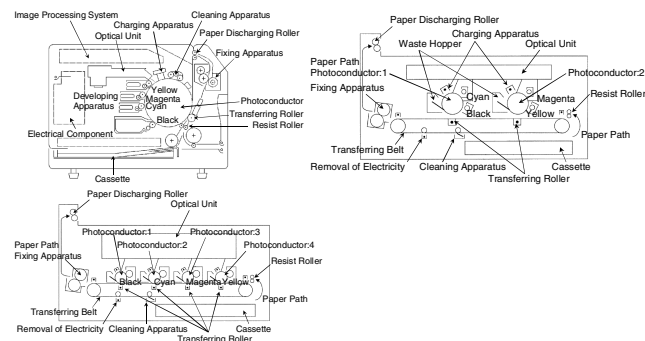 Image Processing System
Cleaning Apparatus
Charging Apparatus
Optical Unit
Paper Discharging Roller
Fixing Apparatus
Yellow
Magenta
Cyan
Black
Developing
Apparatus
Photoconductor
Transferring Roller
Resist Roller
Electrical Component
Cassette
Paper Discharging Roller
Charging Apparatus
Waste Hopper
Optical Unit
Paper Path
Photoconductor:1
Photoconductor:2
Fixing Apparatus
Cyan
Magenta
Resist Roller
Black
Yellow
Transferring Belt
Paper Path
Removal of Electricity
Cleaning Apparatus
Cassette
Transferring Roller
Paper Discharging Roller
Optical Unit
Photoconductor:1
Photoconductor:3
Photoconductor:2
Photoconductor:4
Paper Path
Fixing Apparatus
Resist Roller
Black
Cyan
Magenta
Yellow
Paper Path
Transferring Belt
Removal of Electricity
Cleaning Apparatus
Cassette
Transferring Roller